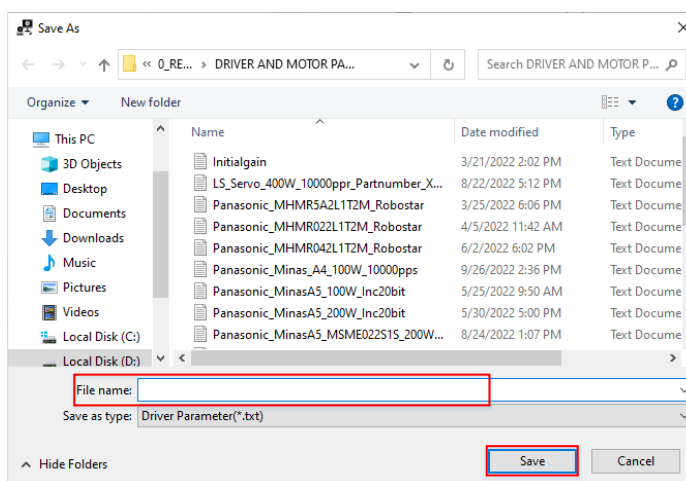 Save As
« 0_RE... › DRIVER AND MOTOR PA...
Search DRIVER AND MOTOR P...
Organize
New folder
?
Name
Date modified
Type
This PC
3D Objects
Desktop
Documents
Downloads
Music
Pictures
Videos
Local Disk (C:)
Local Disk (D:)
Initialgain 3/21/2022 2:02 PM Text Docume
LS_Servo_400W_10000ppr_Partnumber_X... 8/22/2022 5:12 PM Text Docume
Panasonic_MHMR5A2L1T2M_Robostar 3/25/2022 6:06 PM Text Docume
Panasonic_MHMR022L1T2M_Robostar 4/5/2022 11:42 AM Text Docume
Panasonic_MHMR042L1T2M_Robostar 6/2/2022 6:02 PM Text Docume
Panasonic_Minas_A4_100W_10000pps 9/26/2022 2:36 PM Text Docume
Panasonic_MinasA5_100W_Inc20bit 5/25/2022 9:50 AM Text Docume
Panasonic_MinasA5_200W_Inc20bit 5/30/2022 5:00 PM Text Docume
Panasonic_MinasA5_MSME022S1S_200W... 8/24/2022 1:07 PM Text Docume
File name:
Save as type: Driver Parameter(*.txt)
Hide Folders
Save
Cancel